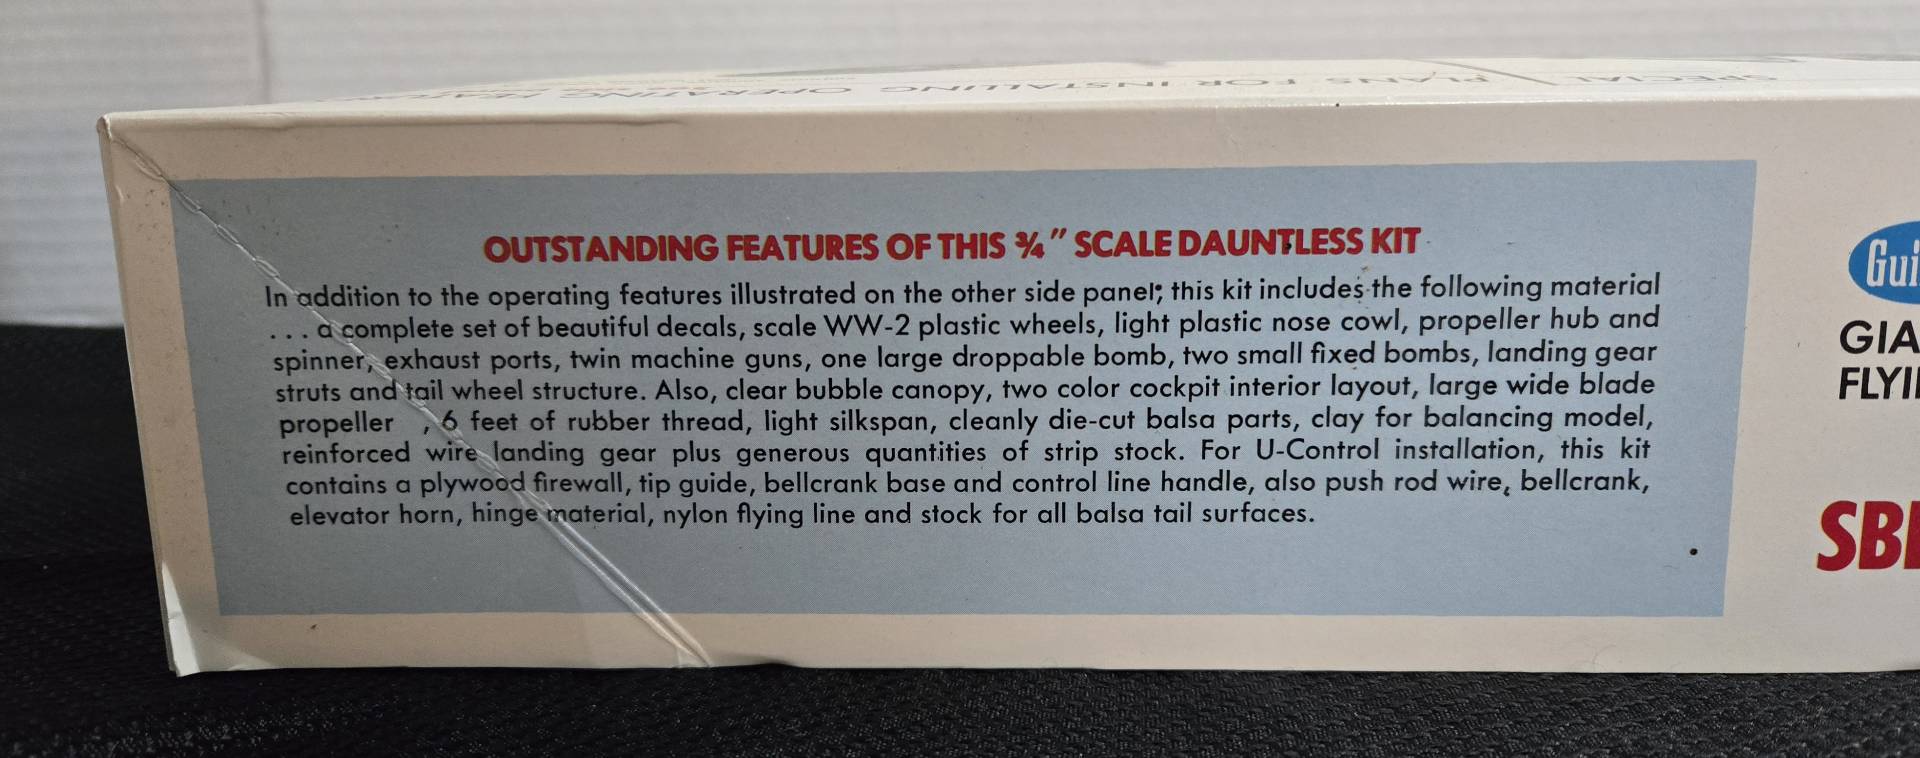 SPECIAL PLANS FOR INSTALLING OPERATING FEATURES
OUTSTANDING FEATURES OF THIS ¾" SCALE DAUNTLESS KIT
In addition to the operating features illustrated on the other side panel; this kit includes the following material
. . . a complete set of beautiful decals, scale WW-2 plastic wheels, light plastic nose cowl, propeller hub and
spinner, exhaust ports, twin machine guns, one large droppable bomb, two small fixed bombs, landing gear
struts and tail wheel structure. Also, clear bubble canopy, two color cockpit interior layout, large wide blade
propeller , 6 feet of rubber thread, light silkspan, cleanly die-cut balsa parts, clay for balancing model,
reinforced wire landing gear plus generous quantities of strip stock. For U-Control installation, this kit
contains a plywood firewall, tip guide, bellcrank base and control line handle, also push rod wire, bellcrank,
elevator horn, hinge material, nylon flying line and stock for all balsa tail surfaces.
Gui
GIA
FLYI
SB